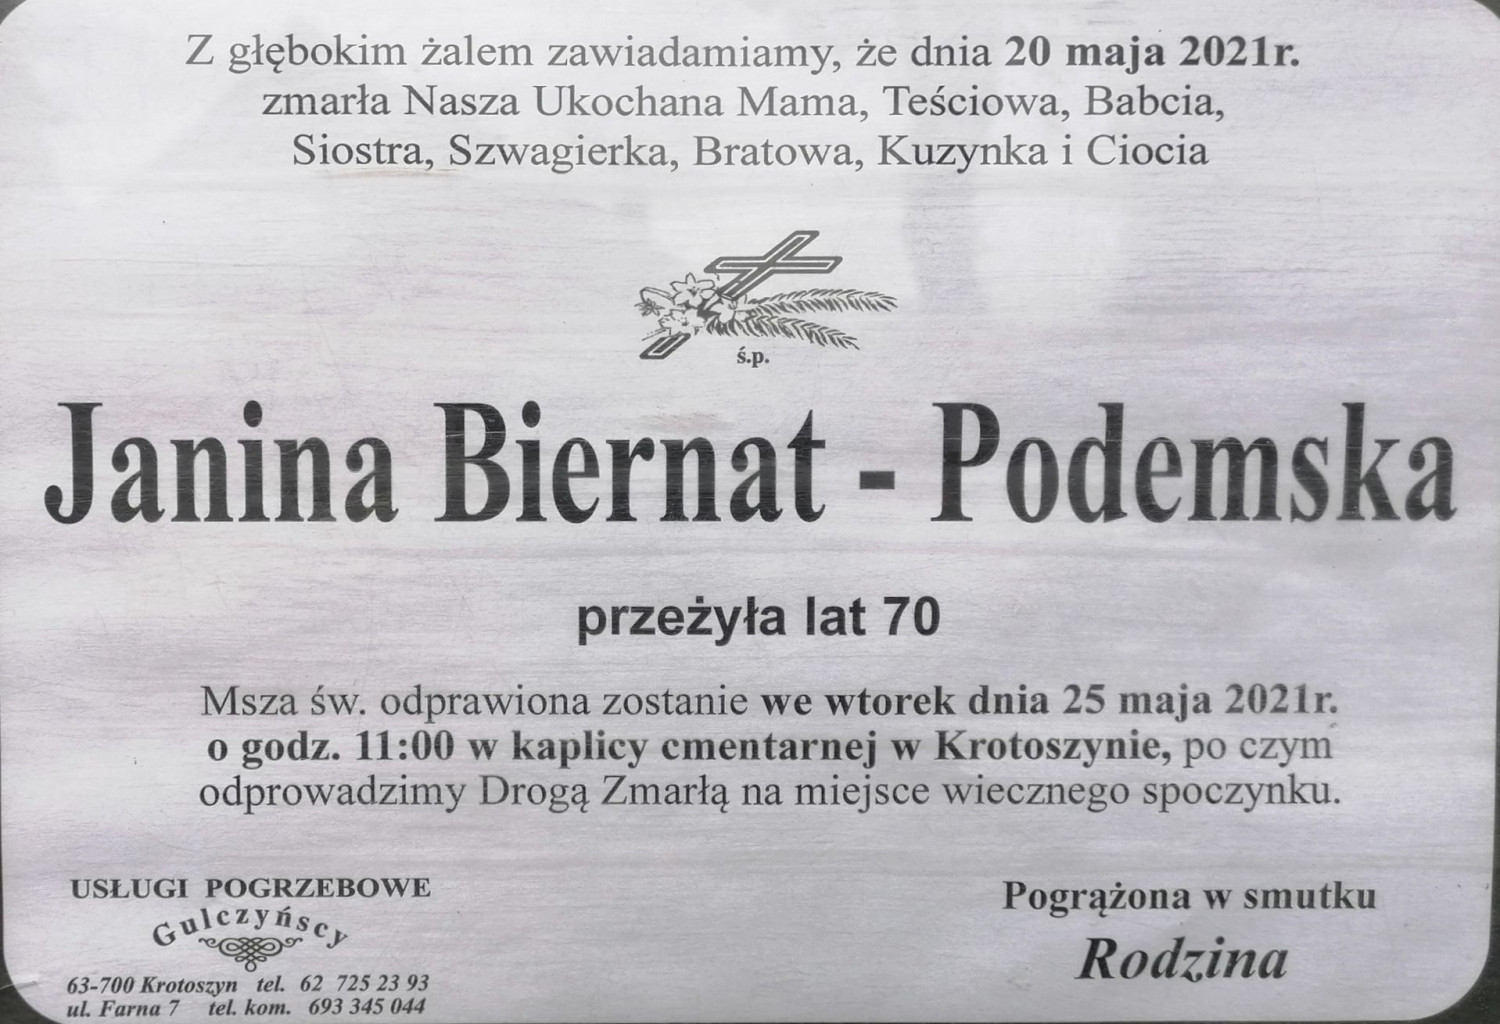 Z głębokim żalem zawiadamiamy, że dnia 20 maja 2021r.
zmarła Nasza Ukochana Mama, Teściowa, Babcia,
Siostra, Szwagierka, Bratowa, Kuzynka i Ciocia
ś.p.
Janina Biernat - Podemska
przeżyła lat 70
Msza św. odprawiona zostanie we wtorek dnia 25 maja 2021r.
o godz. 11:00 w kaplicy cmentarnej w Krotoszynie, po czym
odprowadzimy Drogą Zmarłą na miejsce wiecznego spoczynku.
USŁUGI POGRZEBOWE
Gulczyńscy
63-700 Krotoszyn tel. 62 725 23 93
ul. Farna 7 tel. kom. 693 345 044
Pogrążona w smutku
Rodzina